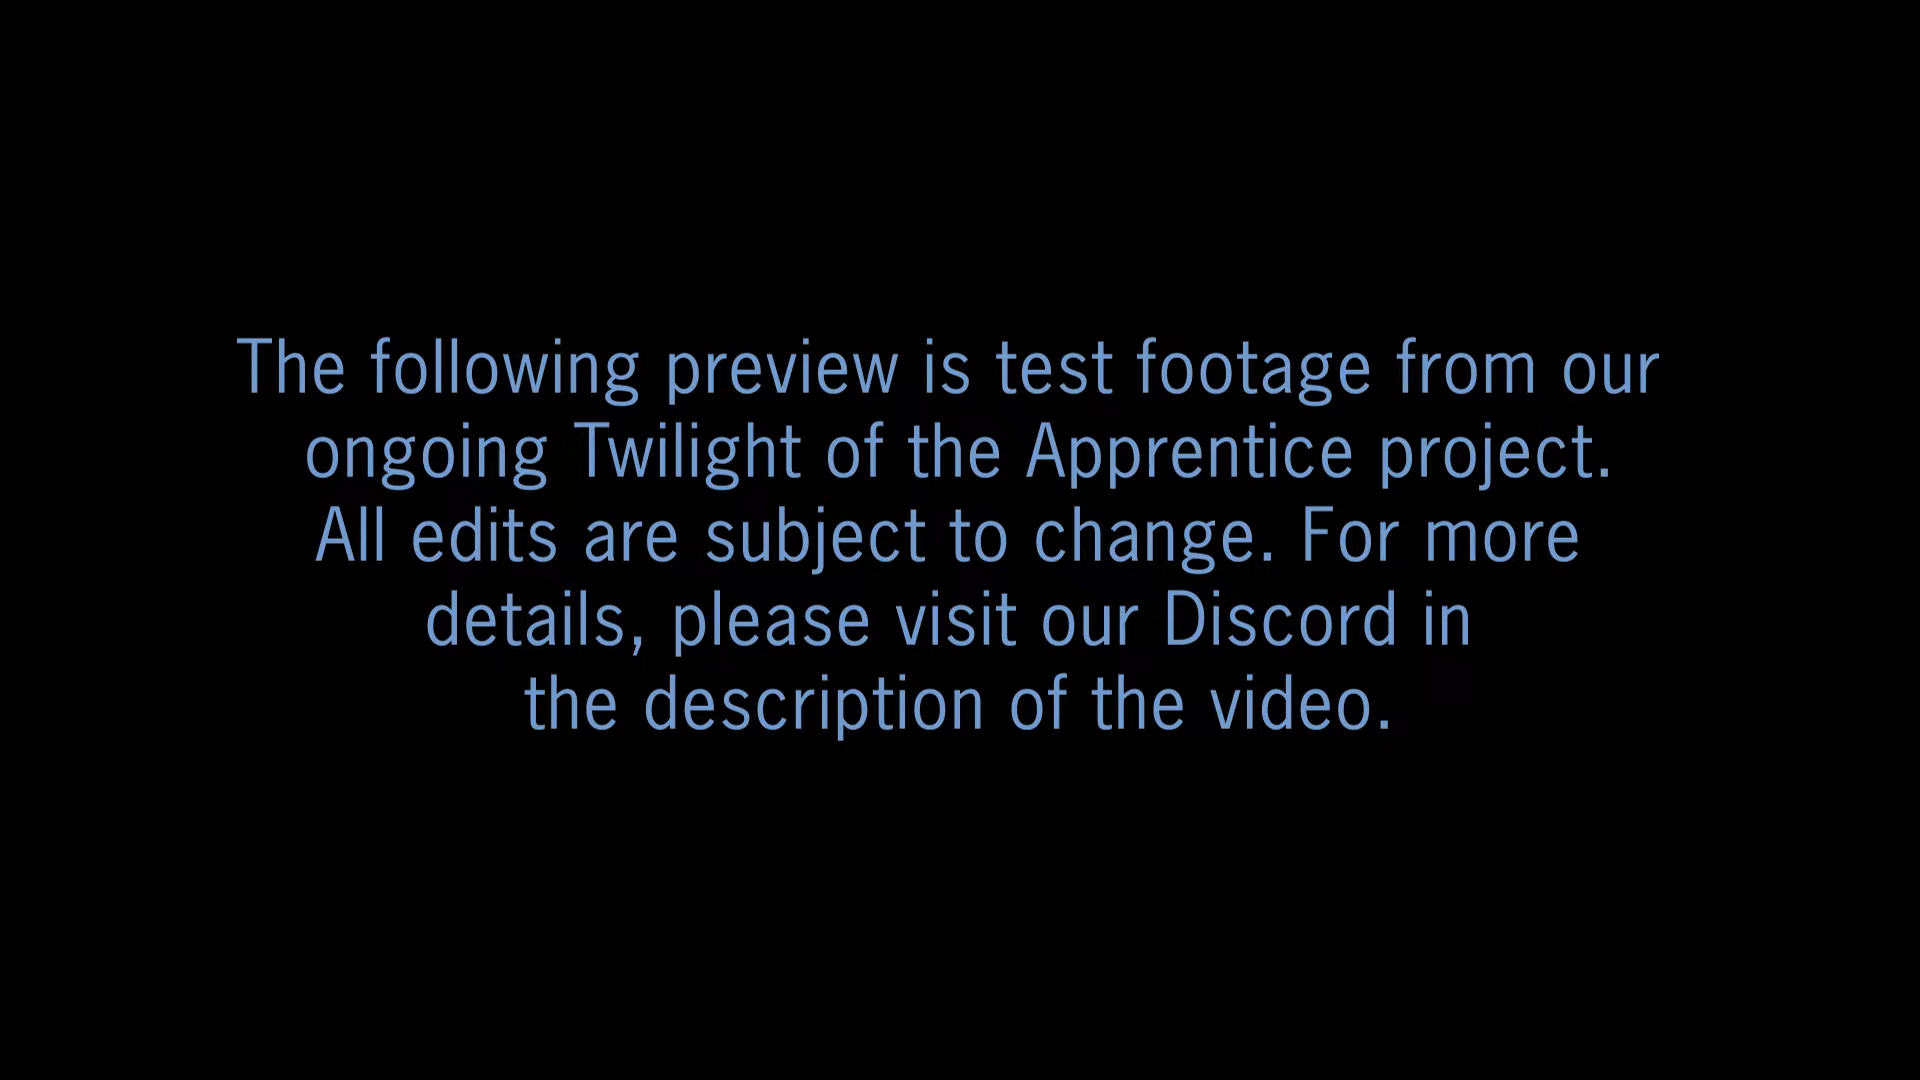 The following preview is test footage from our
ongoing Twilight of the Apprentice project.
All edits are subject to change. For more
details, please visit our Discord in
the description of the video.